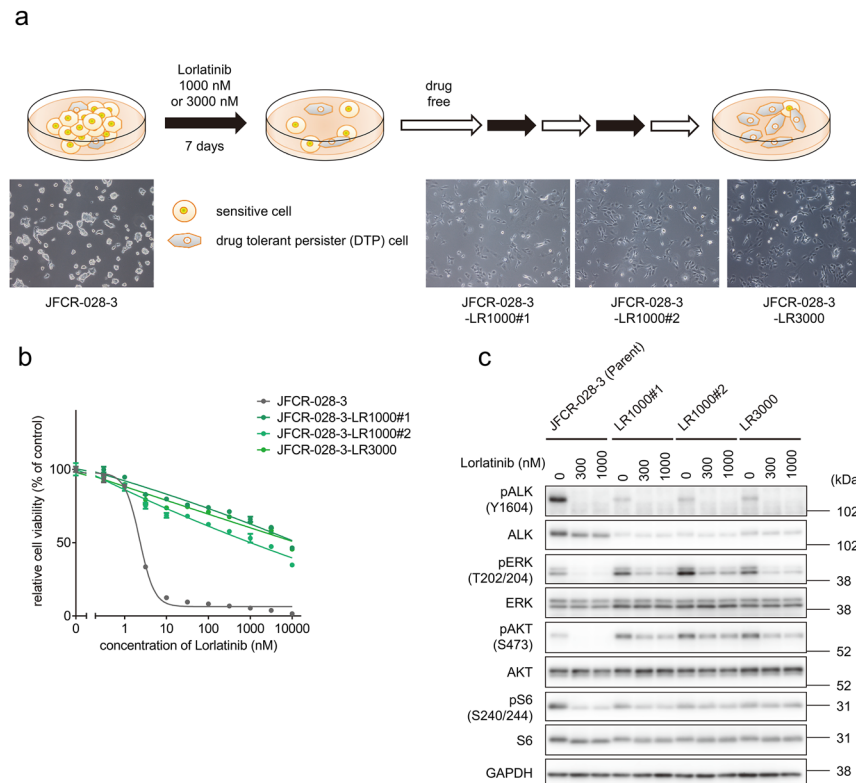 a
Lorlatinib
1000 nM
or 3000 nM
7 days
drug
free
sensitive cell
drug tolerant persister (DTP) cell
JFCR-028-3
JFCR-028-3
-LR1000#1
JFCR-028-3
-LR1000#2
JFCR-028-3
-LR3000
b
JFCR-028-3
JFCR-028-3-LR1000#1
JFCR-028-3-LR1000#2
JFCR-028-3-LR3000
relative cell viability (% of control)
100
50
0
0 1 10 100 1000 10000
concentration of Lorlatinib (nM)
c
JFCR-028-3 (Parent)
LR1000#1
LR1000#2
LR3000
Lorlatinib (nM) 0 300 1000 0 300 1000 0 300 1000 0 300 1000 (kDa
pALK
(Y1604) 102
ALK 102
pERK
(T202/204) 38
ERK 38
pAKT
(S473) 52
AKT 52
pS6
(S240/244) 31
S6 31
GAPDH 38